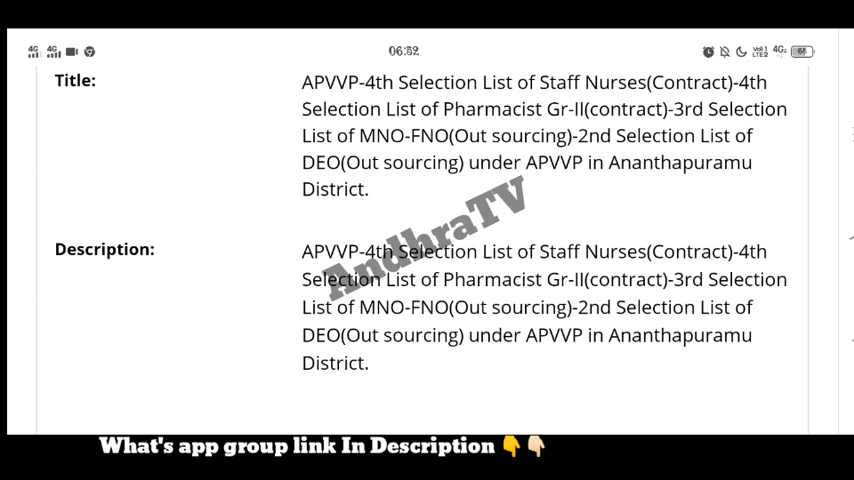 06:52
Title:
APVVP-4th Selection List of Staff Nurses(Contract)-4th
Selection List of Pharmacist Gr-II(contract)-3rd Selection
List of MNO-FNO(Out sourcing)-2nd Selection List of
DEO(Out sourcing) under APVVP in Ananthapuramu
District.
AndhraTV
Description:
APVVP-4th Selection List of Staff Nurses(Contract)-4th
Selection List of Pharmacist Gr-II(contract)-3rd Selection
List of MNO-FNO(Out sourcing)-2nd Selection List of
DEO(Out sourcing) under APVVP in Ananthapuramu
District.
What's app group link In Description 👇👇🏻